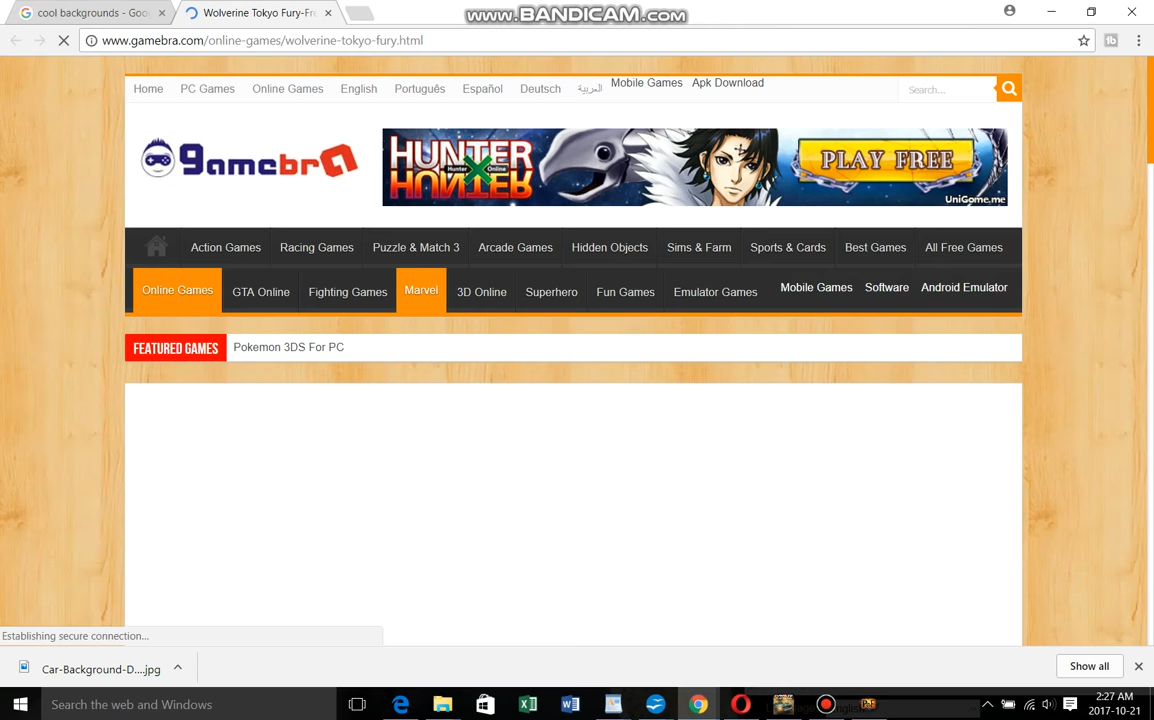 cool backgrounds - Goo
Wolverine Tokyo Fury-Fre
www.BANDICAM.com
www.gamebra.com/online-games/wolverine-tokyo-fury.html
Home PC Games Online Games English Português Español Deutsch العربية Mobile Games Apk Download
Search...
gamebra
HUNTER
Hunter Online
HUNTER
PLAY FREE
UniGame.me
Action Games Racing Games Puzzle & Match 3 Arcade Games Hidden Objects Sims & Farm Sports & Cards Best Games All Free Games
Online Games GTA Online Fighting Games Marvel 3D Online Superhero Fun Games Emulator Games Mobile Games Software Android Emulator
FEATURED GAMES Pokemon 3DS For PC
Establishing secure connection...
Car-Background-D....jpg
Show all
Search the web and Windows
2:27 AM
2017-10-21